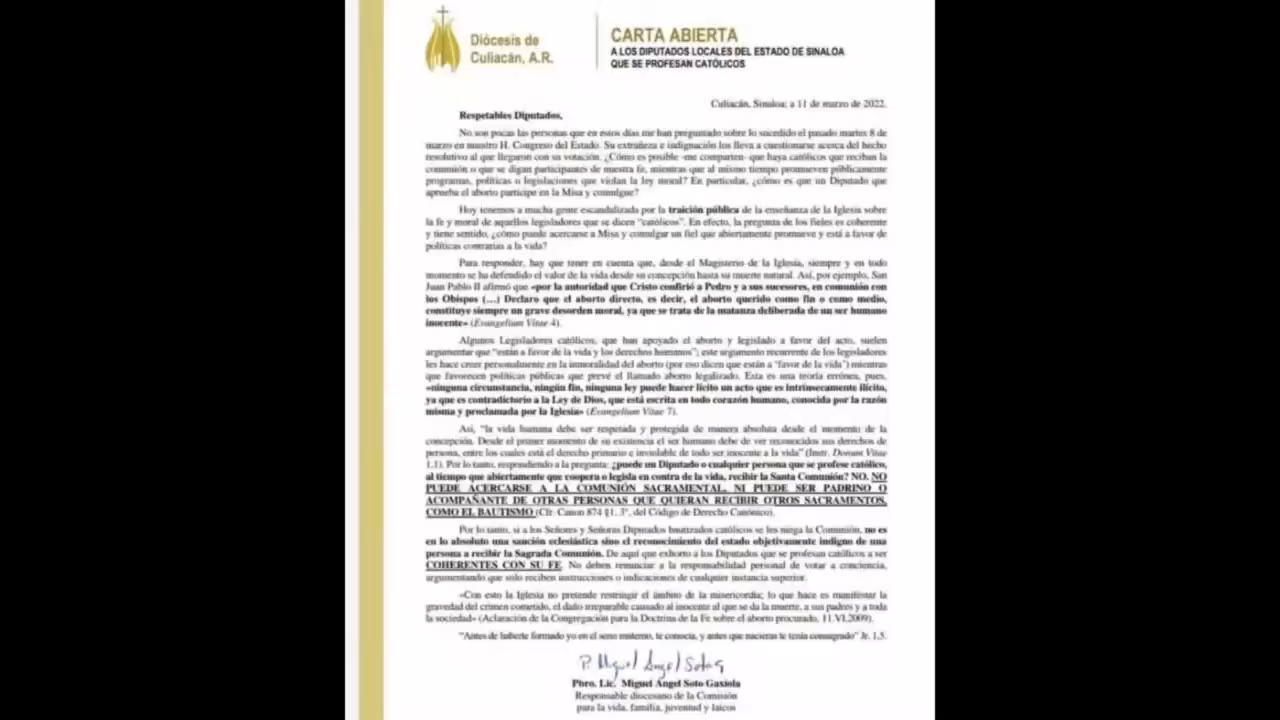 Diócesis de
Culiacán, A.R.
CARTA ABIERTA
A LOS DIPUTADOS LOCALES DEL ESTADO DE SINALOA
QUE SE PROFESAN CATÓLICOS
Culiacán, Sinaloa; a 11 de marzo de 2022.
Respetables Diputados,
No son pocas las personas que en estos días me han preguntado sobre lo sucedido el pasado martes 8 de
marzo en nuestro H. Congreso del Estado. Su extrañeza e indignación los lleva a cuestionarse acerca del hecho
resolutivo al que llegaron con su votación. ¿Cómo es posible -me comparten- que haya católicos que reciban la
comunión o que se digan participantes de nuestra fe, mientras que al mismo tiempo promueven públicamente
programas, políticas o legislaciones que violan la ley moral? En particular, ¿cómo es que un Diputado que
aprueba el aborto participe en la Misa y comulgue?
Hoy tenemos a mucha gente escandalizada por la traición pública de la enseñanza de la Iglesia sobre
la fe y moral de aquellos legisladores que se dicen “católicos”. En efecto, la pregunta de los fieles es coherente
y tiene sentido, ¿cómo puede acercarse a Misa y comulgar un fiel que abiertamente promueve y está a favor de
políticas contrarias a la vida?
Para responder, hay que tener en cuenta que, desde el Magisterio de la Iglesia, siempre y en todo
momento se ha defendido el valor de la vida desde su concepción hasta su muerte natural. Así, por ejemplo, San
Juan Pablo II afirmó que «por la autoridad que Cristo confirió a Pedro y a sus sucesores, en comunión con
los Obispos (…) Declaro que el aborto directo, es decir, el aborto querido como fin o como medio,
constituye siempre un grave desorden moral, ya que se trata de la matanza deliberada de un ser humano
inocente» (Evangelium Vitae 4).
Algunos Legisladores católicos, que han apoyado el aborto y legislado a favor del acto, suelen
argumentar que “están a favor de la vida y los derechos humanos”; este argumento recurrente de los legisladores
les hace creer personalmente en la inmoralidad del aborto (por eso dicen que están a “favor de la vida”) mientras
que favorecen políticas públicas que prevé el llamado aborto legalizado. Esta es una teoría errónea, pues,
«ninguna circunstancia, ningún fin, ninguna ley puede hacer lícito un acto que es intrínsecamente ilícito,
ya que es contradictorio a la Ley de Dios, que está escrita en todo corazón humano, conocida por la razón
misma y proclamada por la Iglesia» (Evangelium Vitae 7).
Así, “la vida humana debe ser respetada y protegida de manera absoluta desde el momento de la
concepción. Desde el primer momento de su existencia el ser humano debe de ver reconocidos sus derechos de
persona, entre los cuales está el derecho primario e inviolable de todo ser inocente a la vida” (Instr. Donum Vitae
1.1). Por lo tanto, respondiendo a la pregunta: ¿puede un Diputado o cualquier persona que se profese católico,
al tiempo que abiertamente que coopera o legisla en contra de la vida, recibir la Santa Comunión? NO. NO
PUEDE ACERCARSE A LA COMUNIÓN SACRAMENTAL, NI PUEDE SER PADRINO O
ACOMPAÑANTE DE OTRAS PERSONAS QUE QUIERAN RECIBIR OTROS SACRAMENTOS,
COMO EL BAUTISMO (Cfr. Canon 874 §1, 3°, del Código de Derecho Canónico).
Por lo tanto, si a los Señores y Señoras Diputados bautizados católicos se les niega la Comunión, no es
en lo absoluto una sanción eclesiástica sino el reconocimiento del estado objetivamente indigno de una
persona a recibir la Sagrada Comunión. De aquí que exhorto a los Diputados que se profesan católicos a ser
COHERENTES CON SU FE. No deben renunciar a la responsabilidad personal de votar a conciencia,
argumentando que solo reciben instrucciones o indicaciones de cualquier instancia superior.
«Con esto la Iglesia no pretende restringir el ámbito de la misericordia; lo que hace es manifestar la
gravedad del crimen cometido, el daño irreparable causado al inocente al que se da la muerte, a sus padres y a toda
la sociedad» (Aclaración de la Congregación para la Doctrina de la Fe sobre el aborto procurado, 11.VI.2009).
“Antes de haberte formado yo en el seno materno, te conocía, y antes que nacieras te tenía consagrado” Jr. 1,5.
P. Miguel Ángel Soto G
Pbro. Lic. Miguel Ángel Soto Gaxiola
Responsable diocesano de la Comisión
para la vida, familia, juventud y laicos